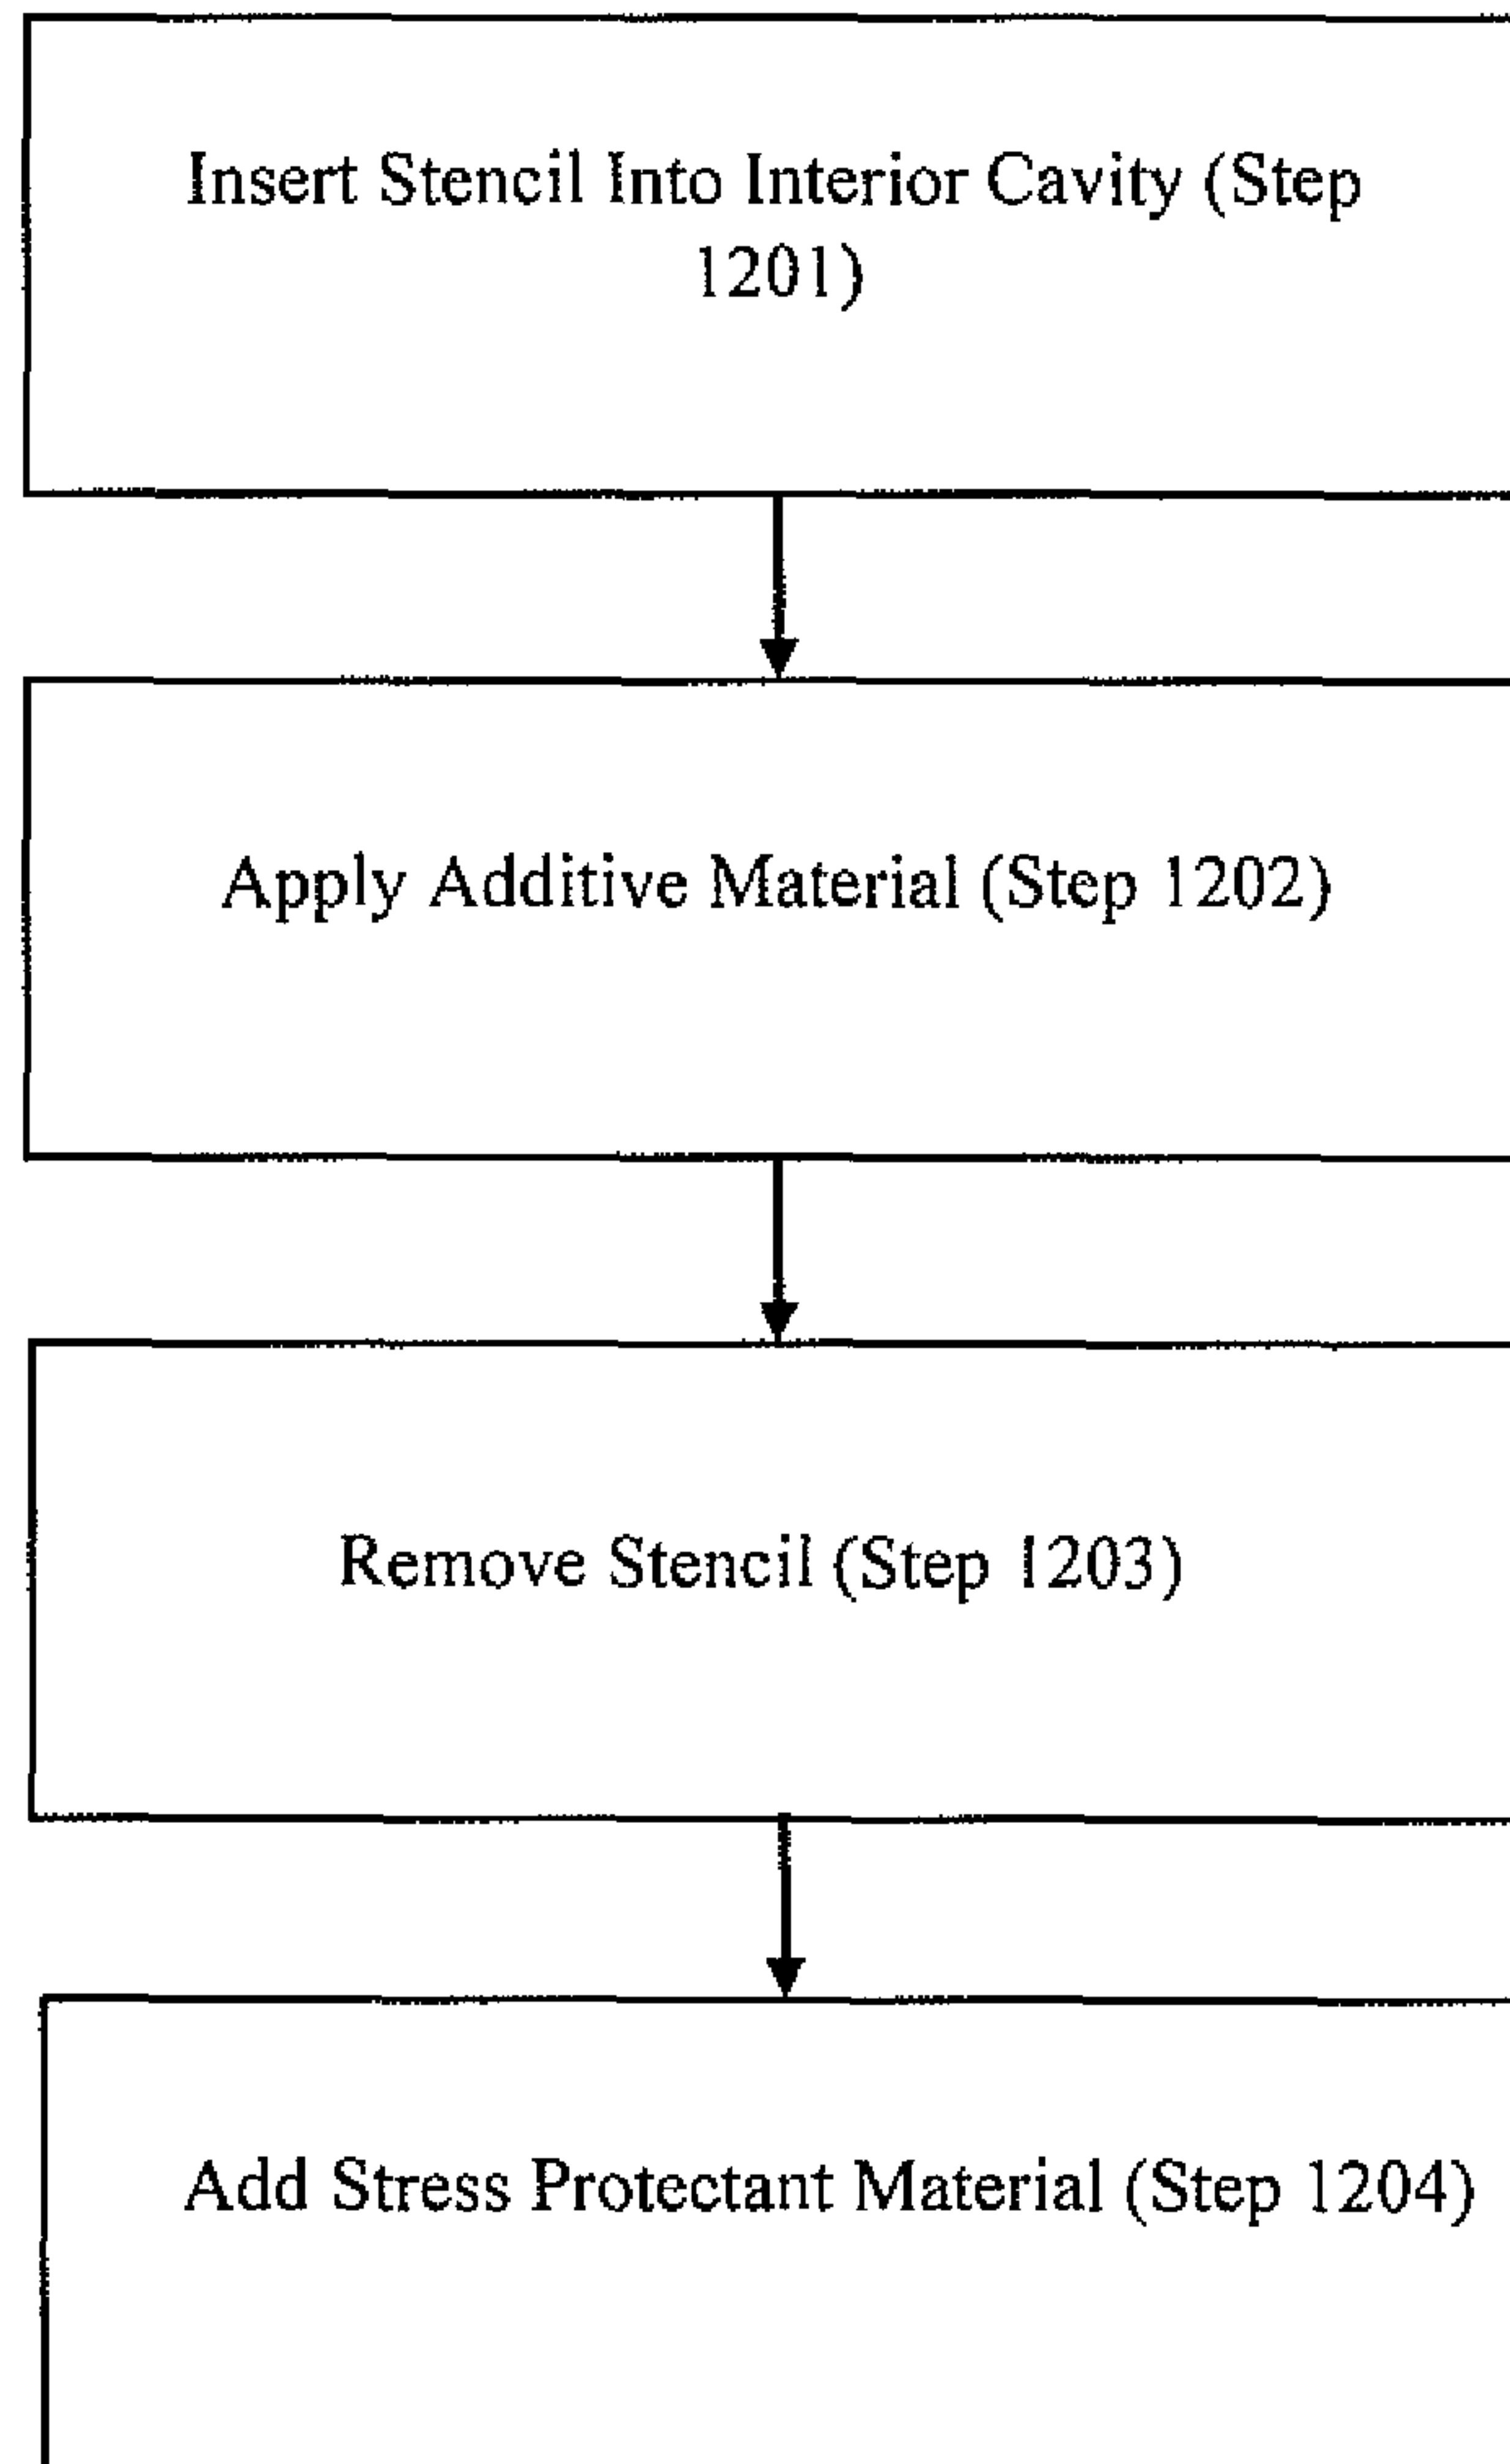 Insert Stencil Into Interior Cavity (Step
1201)
Apply Additive Material (Step 1202)
Remove Stencil (Step 1203)
Add Stress Protectant Material (Step 1204)